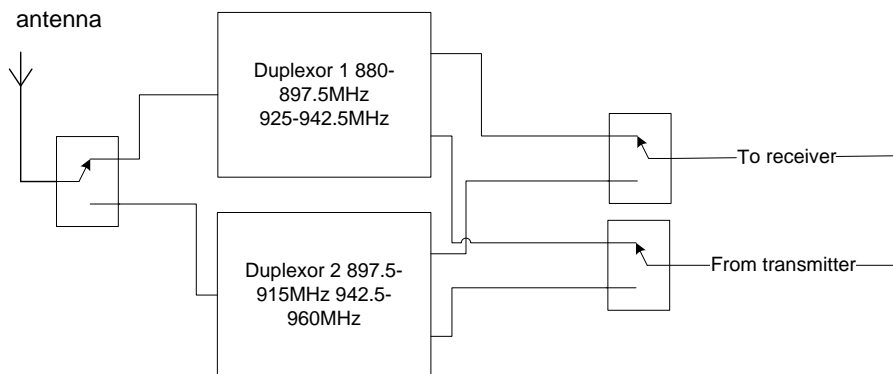 antenna
Duplexor 1 880-
897.5MHz
925-942.5MHz
To receiver
Duplexor 2 897.5-
915MHz 942.5-
960MHz
From transmitter